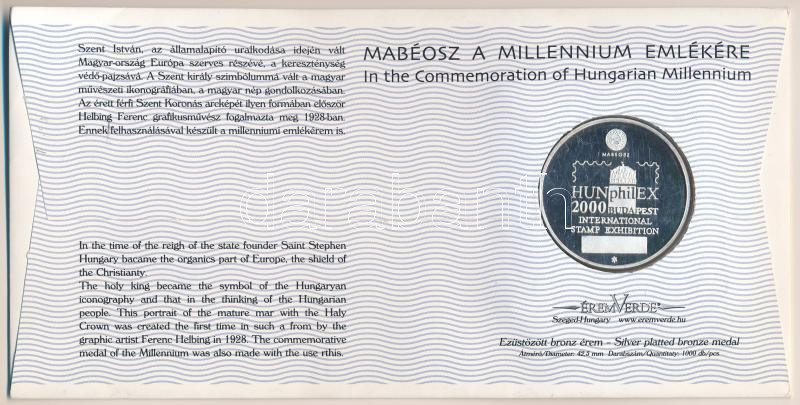 Szent István, az államalapító uralkodása idején vált
Magyar-ország Európa szerves részévé, a kereszténység
védő-pajzsává. A Szent király szimbólummá vált a magyar
művészeti ikonográfiában, a magyar nép gondolkozásában.
Az érett férfi Szent Koronás arcképét ilyen formában először
Helbing Ferenc grafikusművész fogalmazta meg 1928-ban.
Ennek felhasználásával készült a millenniumi emlékérem is.
In the time of the reigh of the state founder Saint Stephen
Hungary bacame the organics part of Europe, the shield of
the Christianty.
The holy king became the symbol of the Hungaryan
iconography and that in the thinking of the Hungarian
people. This portrait of the mature mar with the Haly
Crown was created the first time in such a from by the
graphic artist Ferenc Helbing in 1928. The commemorative
medal of the Millennium was also made with the use rthis.
MABÉOSZ A MILLENNIUM EMLÉKÉRE
In the Commemoration of Hungarian Millennium
MABÉOSZ
HUNphilEX
2000 BUDAPEST
INTERNATIONAL
STAMP EXHIBITION
ÉREMVERDE
Szeged-Hungary www.eremverde.hu
Ezüstözött bronz érem - Silver platted bronze medal
Átmérő/Diameter: 42,5 mm Darabszám/Quantitaty: 1000 db/pcs
darabanth